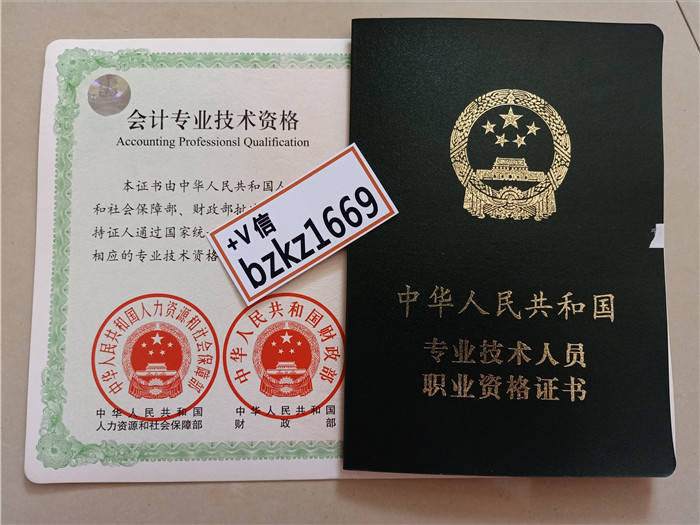 会计专业技术资格
Accounting Professionsl Qualification
本证书由中华人民共和国人
和社会保障部、财政部批
持证人通过国家统一
相应的专业技术资格
+V信
bzkz1669
中华人民共和国人力资源和社会保障部
中华人民共和国财政部
中华人民共和国
人力资源和社会保障部
中华人民共和国
财政部
中华人民共和国
专业技术人员
职业资格证书